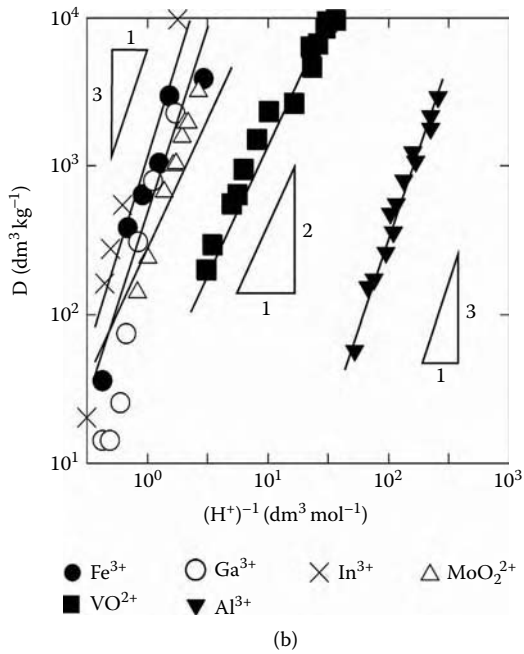 10⁴
1
3
10³
D (dm³ kg⁻¹)
2
1
10²
3
1
10¹
10⁰ 10¹ 10² 10³
(H⁺)⁻¹ (dm³ mol⁻¹)
Fe³⁺ Ga³⁺ In³⁺ MoO₂²⁺
VO²⁺ Al³⁺
(b)